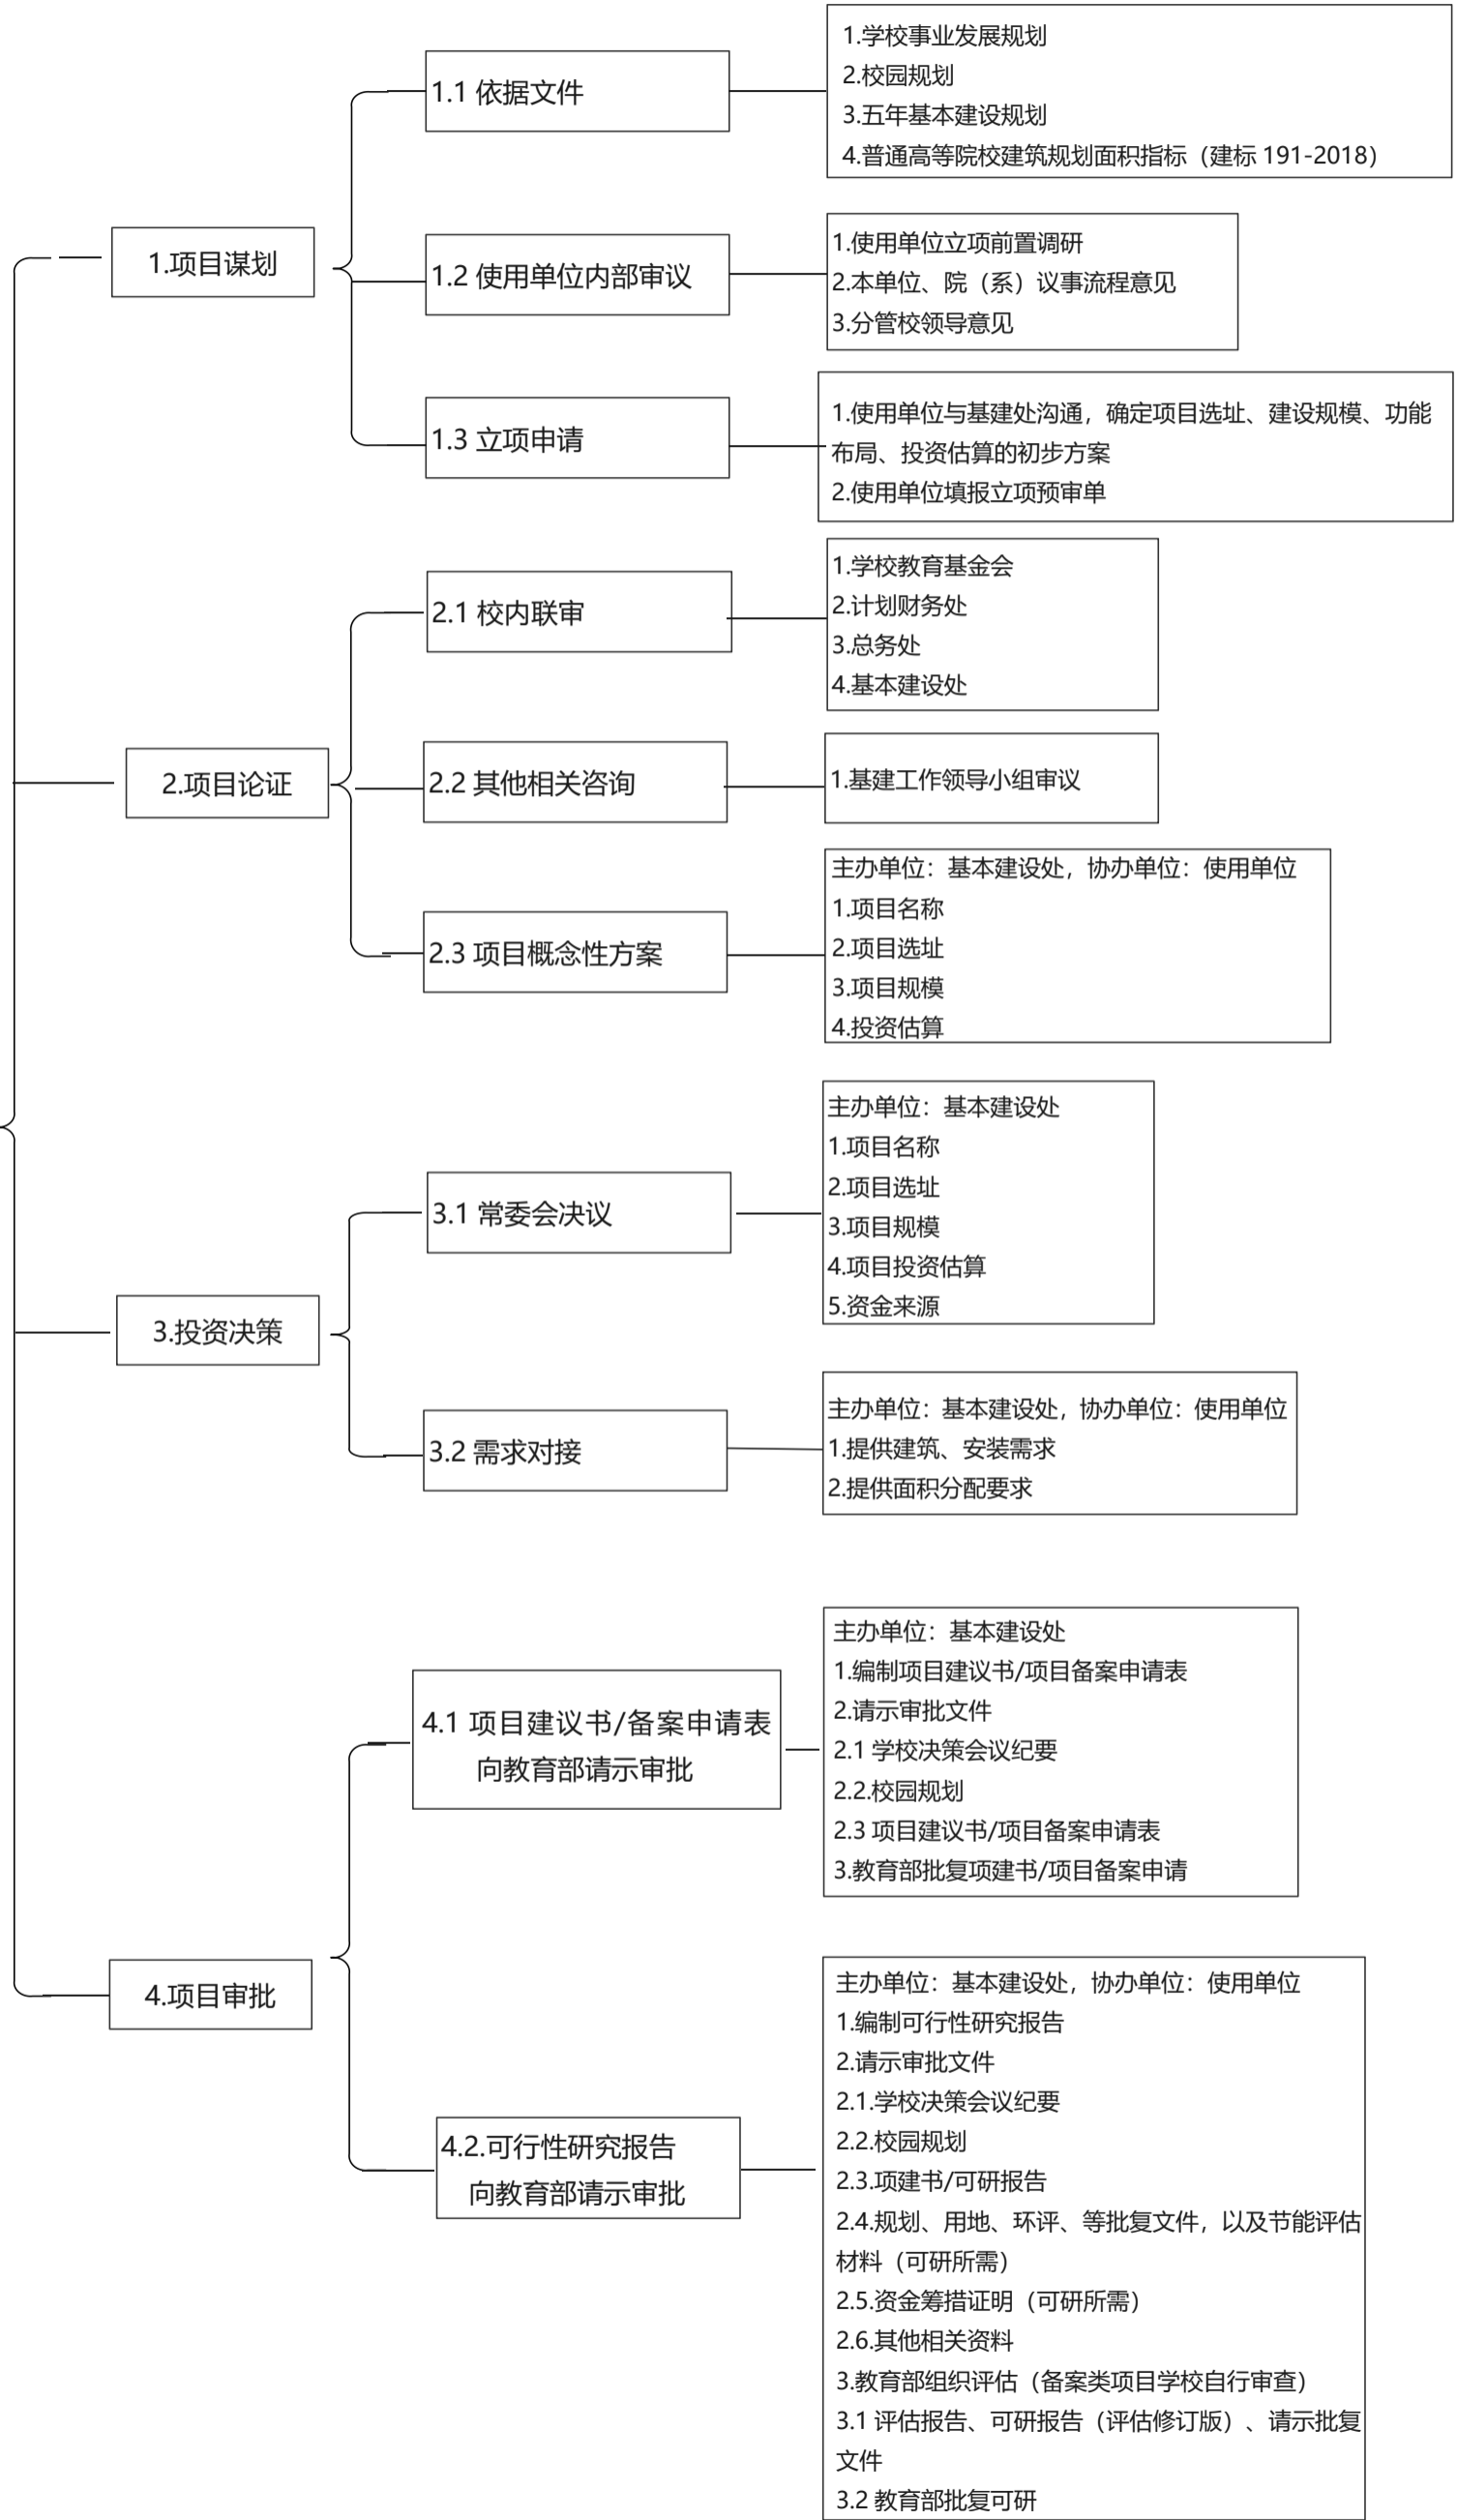 1.项目谋划
1.1 依据文件
1.学校事业发展规划
2.校园规划
3.五年基本建设规划
4.普通高等院校建筑规划面积指标（建标 191-2018）
1.2 使用单位内部审议
1.使用单位立项前置调研
2.本单位、院（系）议事流程意见
3.分管校领导意见
1.3 立项申请
1.使用单位与基建处沟通，确定项目选址、建设规模、功能
布局、投资估算的初步方案
2.使用单位填报立项预审单
2.项目论证
2.1 校内联审
1.学校教育基金会
2.计划财务处
3.总务处
4.基本建设处
2.2 其他相关咨询
1.基建工作领导小组审议
2.3 项目概念性方案
主办单位：基本建设处，协办单位：使用单位
1.项目名称
2.项目选址
3.项目规模
4.投资估算
3.投资决策
3.1 常委会决议
主办单位：基本建设处
1.项目名称
2.项目选址
3.项目规模
4.项目投资估算
5.资金来源
3.2 需求对接
主办单位：基本建设处，协办单位：使用单位
1.提供建筑、安装需求
2.提供面积分配要求
4.项目审批
4.1 项目建议书/备案申请表
向教育部请示审批
主办单位：基本建设处
1.编制项目建议书/项目备案申请表
2.请示审批文件
2.1 学校决策会议纪要
2.2.校园规划
2.3 项目建议书/项目备案申请表
3.教育部批复项建书/项目备案申请
4.2.可行性研究报告
向教育部请示审批
主办单位：基本建设处，协办单位：使用单位
1.编制可行性研究报告
2.请示审批文件
2.1.学校决策会议纪要
2.2.校园规划
2.3.项建书/可研报告
2.4.规划、用地、环评、等批复文件，以及节能评估
材料（可研所需）
2.5.资金筹措证明（可研所需）
2.6.其他相关资料
3.教育部组织评估（备案类项目学校自行审查）
3.1 评估报告、可研报告（评估修订版）、请示批复
文件
3.2 教育部批复可研